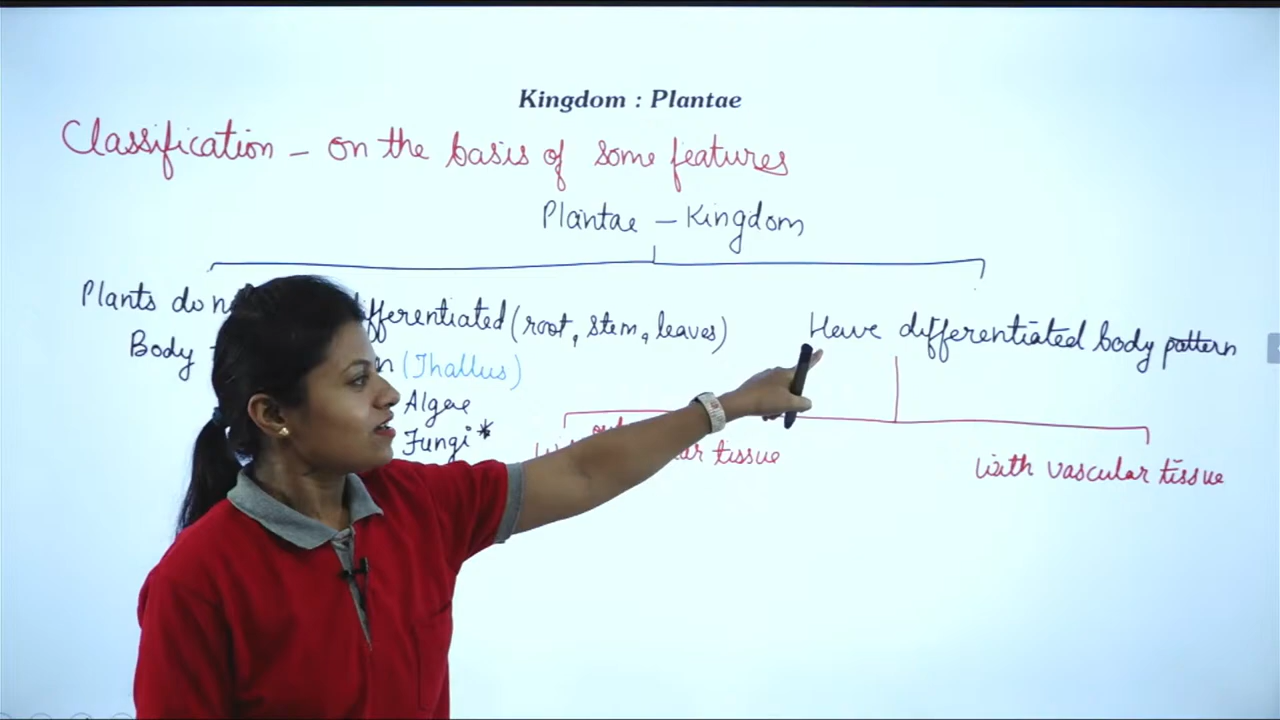 Kingdom : Plantae
Classification - on the basis of some features
Plantae - Kingdom
Plants do differentiated (root, stem, leaves)
Body (Thallus)
Algae
Fungi*
Have differentiated body pattern
tissue
with vascular tissue